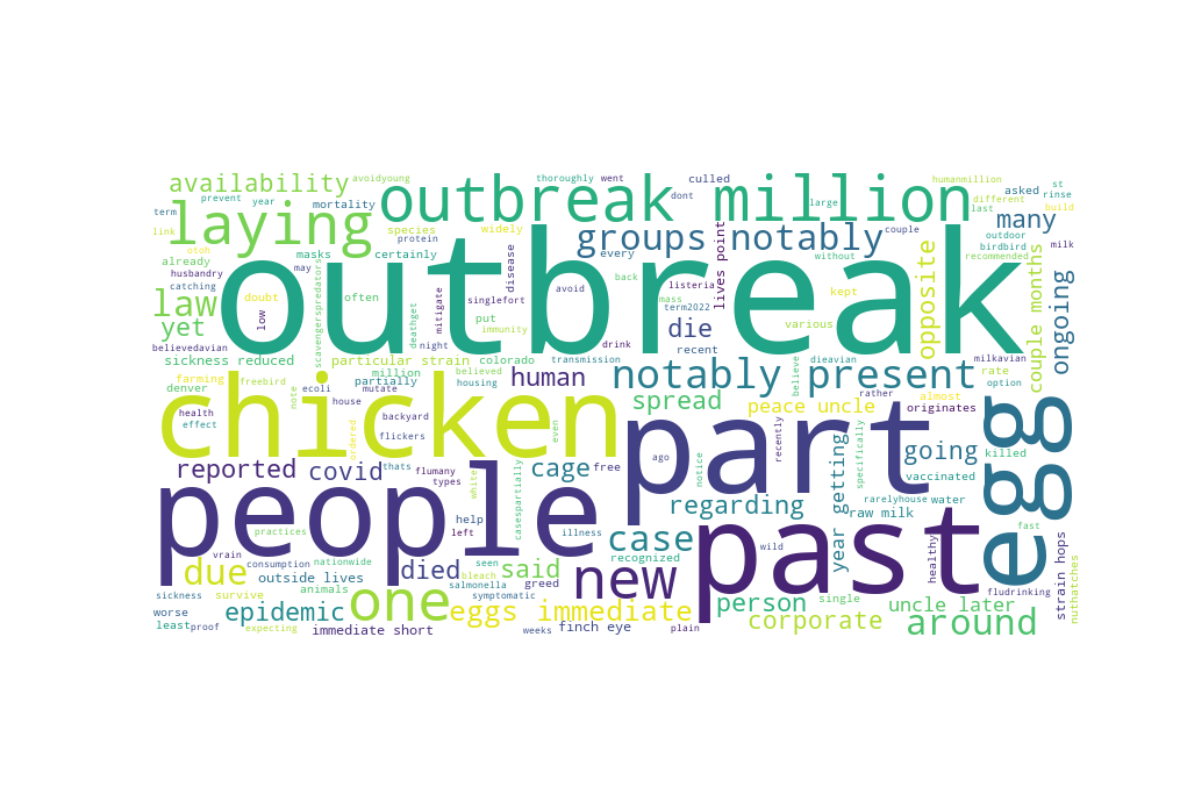 outbreak
chicken
people
part
past
egg
outbreak million
laying
availability
groups notably
notably present
new
one
law
yet
due
many
ongoing
opposite
couple months
die
human
spread
peace uncle
going
regarding
case
cage
covid
reported
died
said
epidemic
eggs immediate
person
corporate
uncle later
around
year getting
raw milk
sickness reduced
particular strain
colorado
outside lives
immediate short
finch eye
strain hops
lives point
disease
avoidyoung
thoroughly
went
culled
humanmillion
st
prevent
year
mortality
dont
asked
rinse
different
term
species
widely
large
last
build
link
otoh
masks
protein
certainly
every
couple
outdoor
already
back
without
birdbird
milk
husbandry
may
scavengerspredators
listeria
recommended
catching
doubt
often
singlefort
avoid
mass
kept
low
deathget
mitigate
put
term2022
immunity
various
believedavian
night
drink
recent
transmission
dieavian
milkavian
rate
million
believed
denver
partially
housing
believe
option
farming
freebird
ecoli
mutate
rather
almost
originates
note
house
backyard
health
effect
flickers
ordered
even
ago
recently
specifically
killed
thats
flumany
types
white
free
notice
vaccinated
casespartially
rarelyhouse
water
help
left
illness
wild
healthy
fast
practices
vrain
consumption
nationwide
seen
bleach
recognized
greed
sickness
survive
animals
salmonella
symptomatic
single
fludrinking
nuthatches
worse
least
proof
expecting
weeks
plain